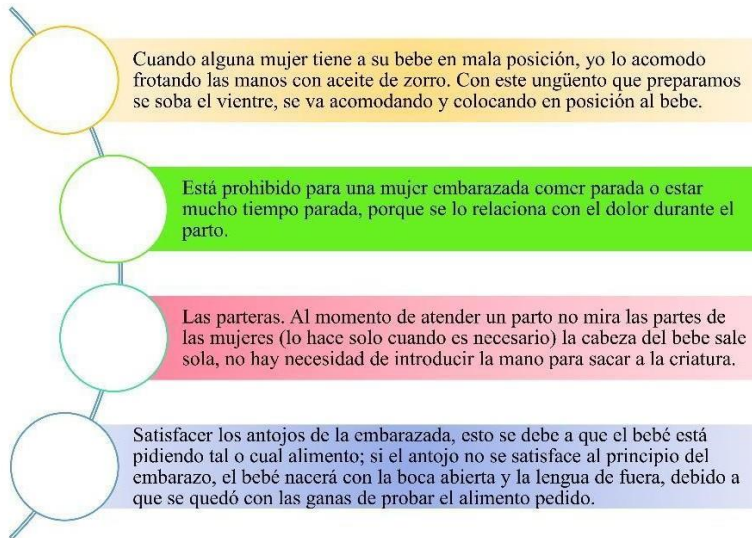 Cuando alguna mujer tiene a su bebe en mala posición, yo lo acomodo
frotando las manos con aceite de zorro. Con este ungüento que preparamos
se soba el vientre, se va acomodando y colocando en posición al bebe.
Está prohibido para una mujer embarazada comer parada o estar
mucho tiempo parada, porque se lo relaciona con el dolor durante el
parto.
Las parteras. Al momento de atender un parto no mira las partes de
las mujeres (lo hace solo cuando es necesario) la cabeza del bebe sale
sola, no hay necesidad de introducir la mano para sacar a la criatura.
Satisfacer los antojos de la embarazada, esto se debe a que el bebé está
pidiendo tal o cual alimento; si el antojo no se satisface al principio del
embarazo, el bebé nacerá con la boca abierta y la lengua de fuera, debido
a que se quedó con las ganas de probar el alimento pedido.